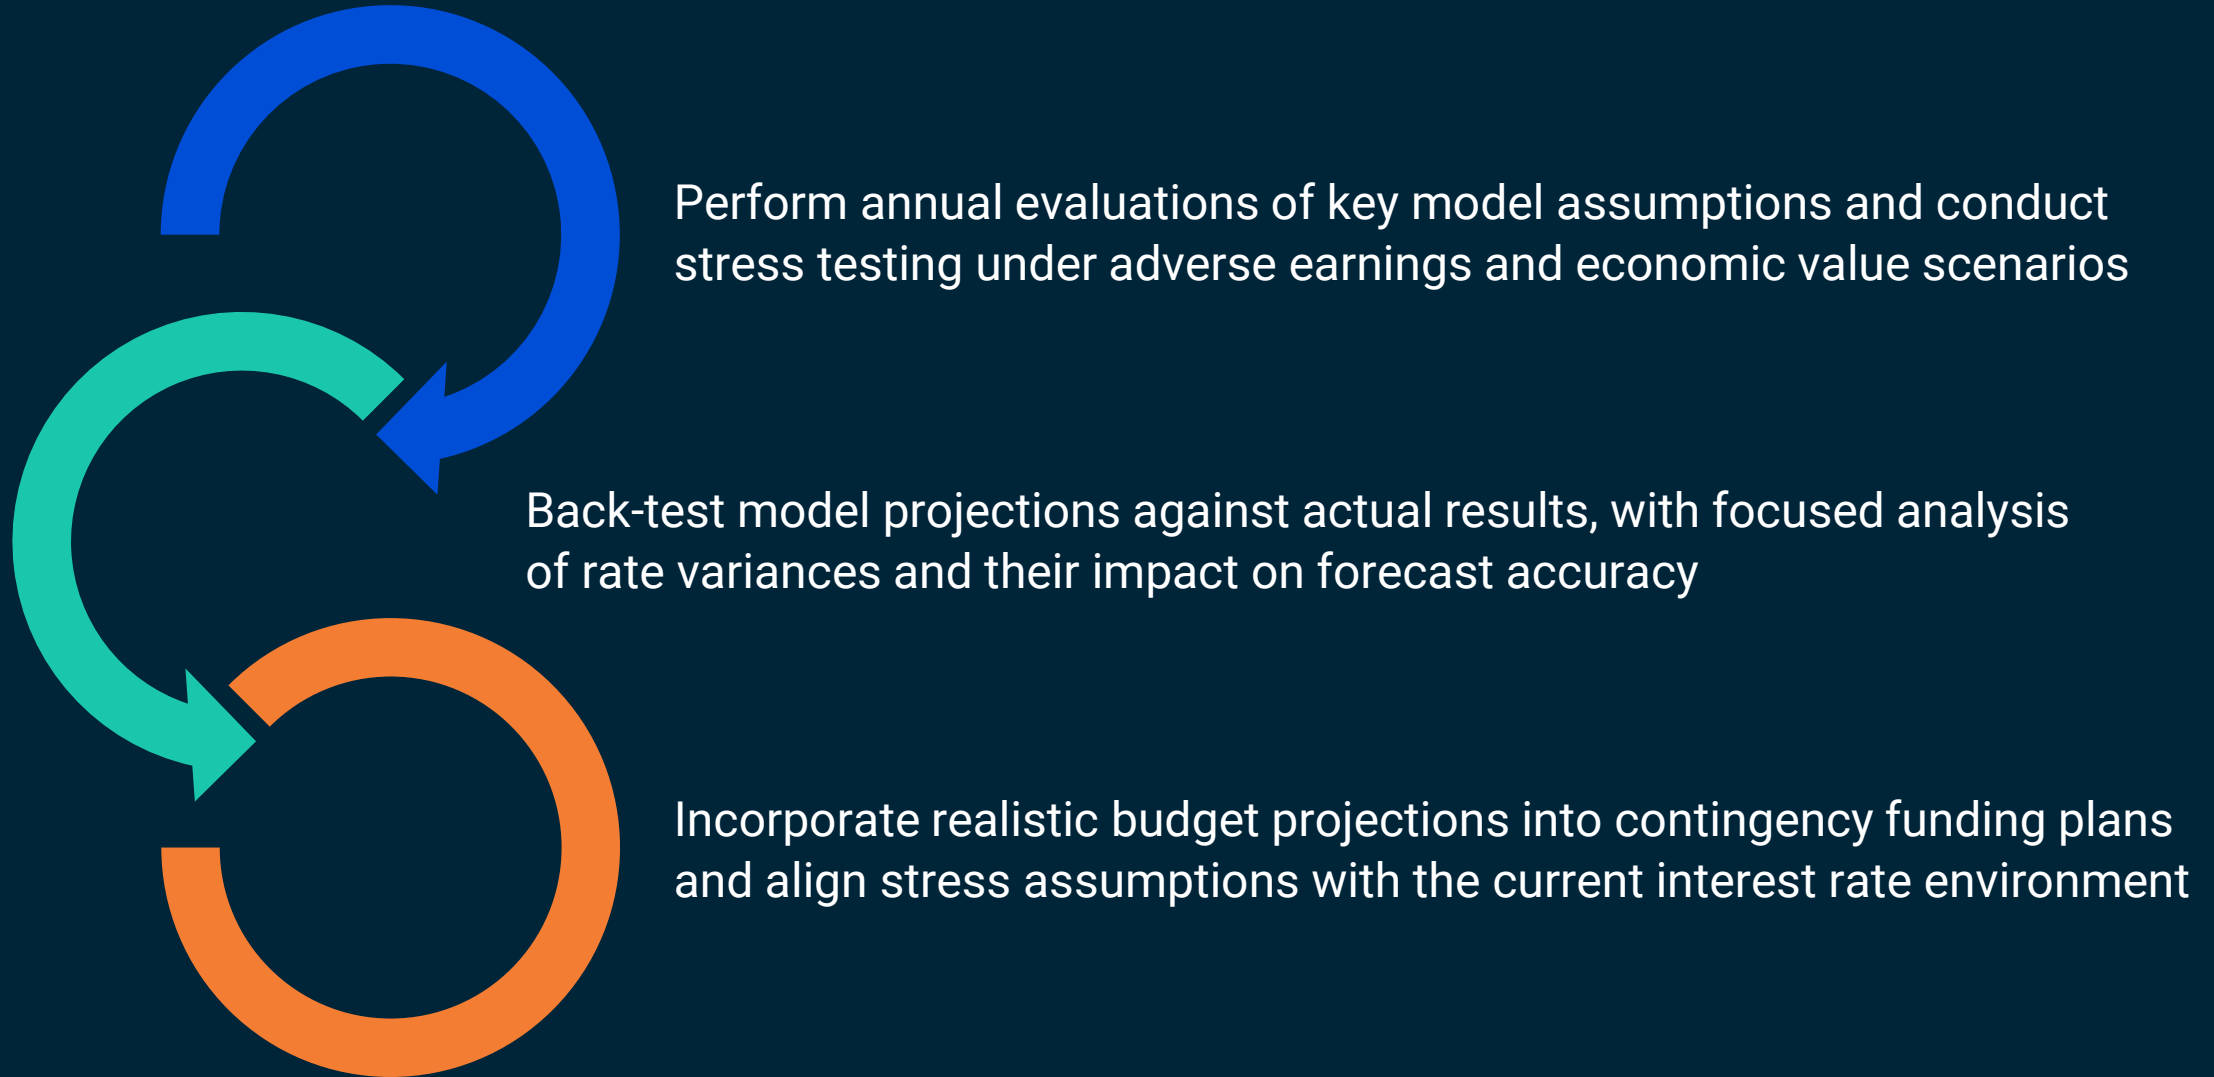 Perform annual evaluations of key model assumptions and conduct
stress testing under adverse earnings and economic value scenarios
Back-test model projections against actual results, with focused analysis
of rate variances and their impact on forecast accuracy
Incorporate realistic budget projections into contingency funding plans
and align stress assumptions with the current interest rate environment